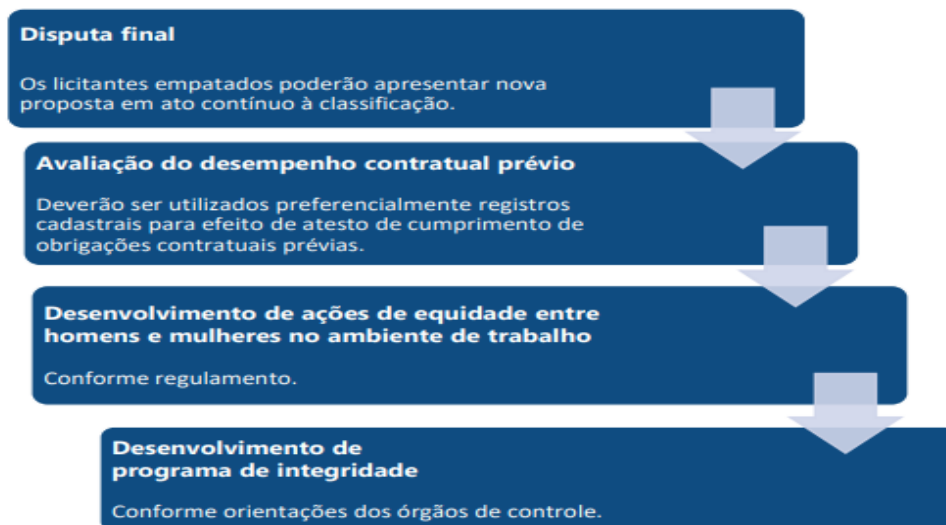 Disputa final
Os licitantes empatados poderão apresentar nova
proposta em ato contínuo à classificação.
Avaliação do desempenho contratual prévio
Deverão ser utilizados preferencialmente registros
cadastrais para efeito de atesto de cumprimento de
obrigações contratuais prévias.
Desenvolvimento de ações de equidade entre
homens e mulheres no ambiente de trabalho
Conforme regulamento.
Desenvolvimento de
programa de integridade
Conforme orientações dos órgãos de controle.